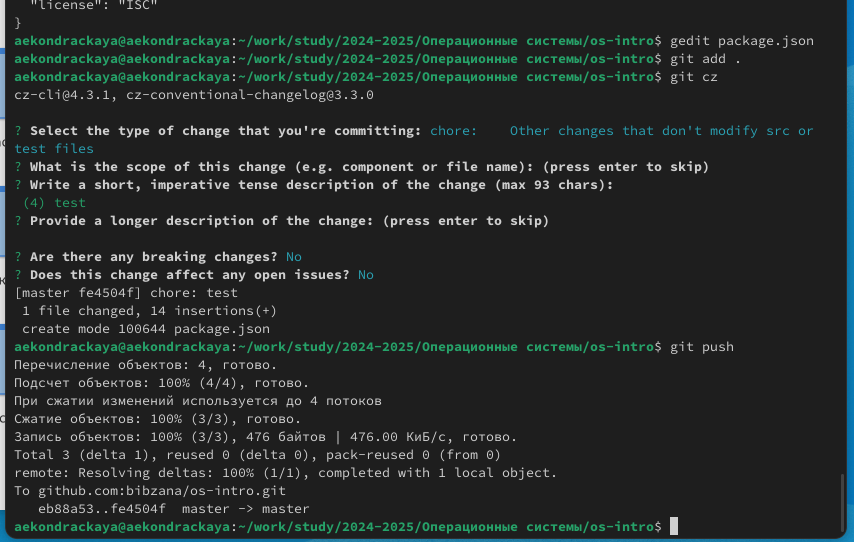 "license": "ISC"
}
aekondrackaya@aekondrackaya:~/work/study/2024-2025/Операционные системы/os-intro$ gedit package.json
aekondrackaya@aekondrackaya:~/work/study/2024-2025/Операционные системы/os-intro$ git add .
aekondrackaya@aekondrackaya:~/work/study/2024-2025/Операционные системы/os-intro$ git cz
cz-cli@4.3.1, cz-conventional-changelog@3.3.0
? Select the type of change that you're committing: chore:    Other changes that don't modify src or
test files
? What is the scope of this change (e.g. component or file name): (press enter to skip)
? Write a short, imperative tense description of the change (max 93 chars):
(4) test
? Provide a longer description of the change: (press enter to skip)
? Are there any breaking changes? No
? Does this change affect any open issues? No
[master fe4504f] chore: test
1 file changed, 14 insertions(+)
create mode 100644 package.json
aekondrackaya@aekondrackaya:~/work/study/2024-2025/Операционные системы/os-intro$ git push
Перечисление объектов: 4, готово.
Подсчет объектов: 100% (4/4), готово.
При сжатии изменений используется до 4 потоков
Сжатие объектов: 100% (3/3), готово.
Запись объектов: 100% (3/3), 476 байтов | 476.00 КиБ/с, готово.
Total 3 (delta 1), reused 0 (delta 0), pack-reused 0 (from 0)
remote: Resolving deltas: 100% (1/1), completed with 1 local object.
To github.com:bibzana/os-intro.git
eb88a53..fe4504f  master -> master
aekondrackaya@aekondrackaya:~/work/study/2024-2025/Операционные системы/os-intro$